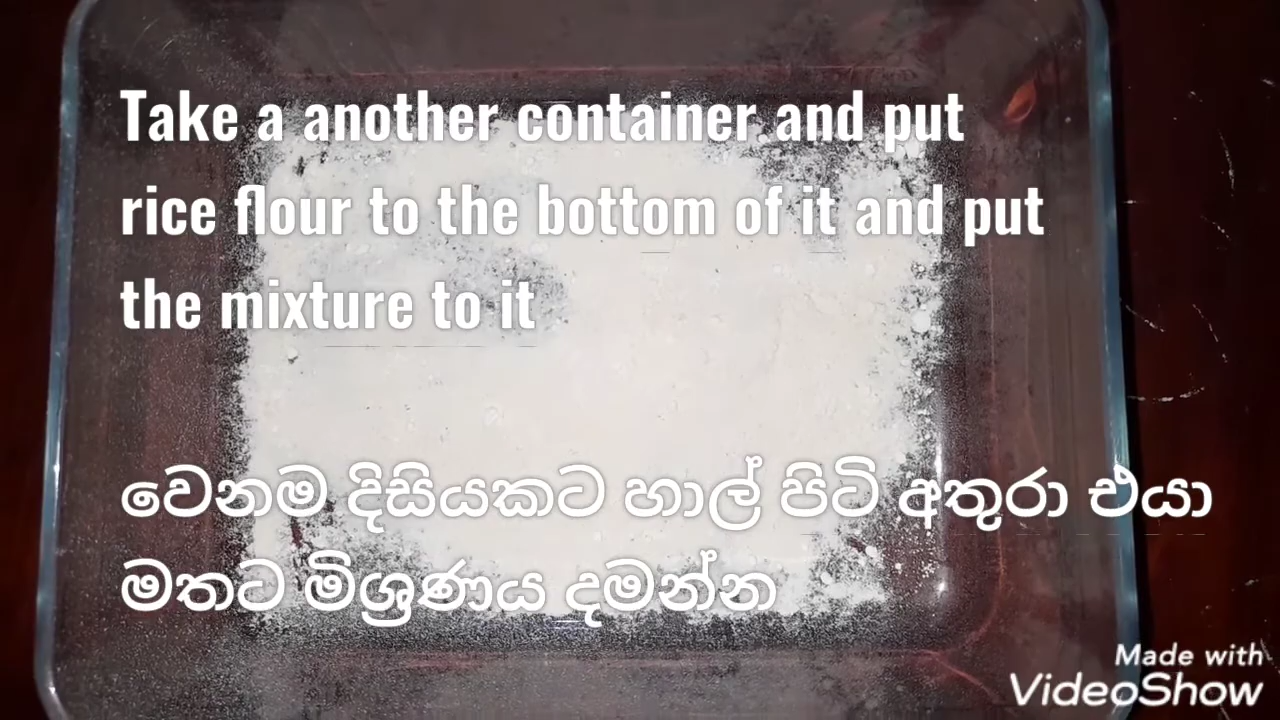 Take a another container and put
rice flour to the bottom of it and put
the mixture to it
වෙනම දිසියකට හාල් පිටි අතුරා එයා
මතට මිශ්‍රණය දමන්න
Made with
VideoShow